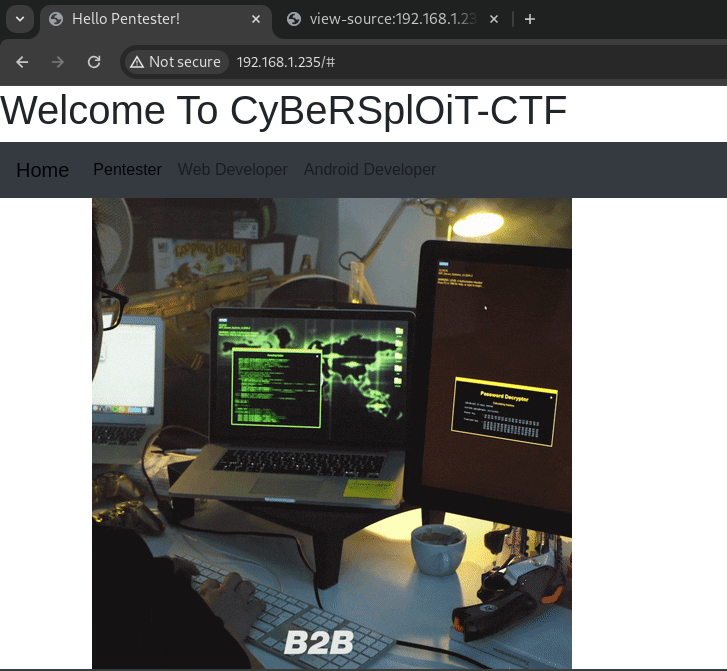 Hello Pentester!
view-source:192.168.1.23
Not secure
192.168.1.235/#
Welcome To CyBeRSplOiT-CTF
Home Pentester Web Developer Android Developer
Password Decryptor
B2B